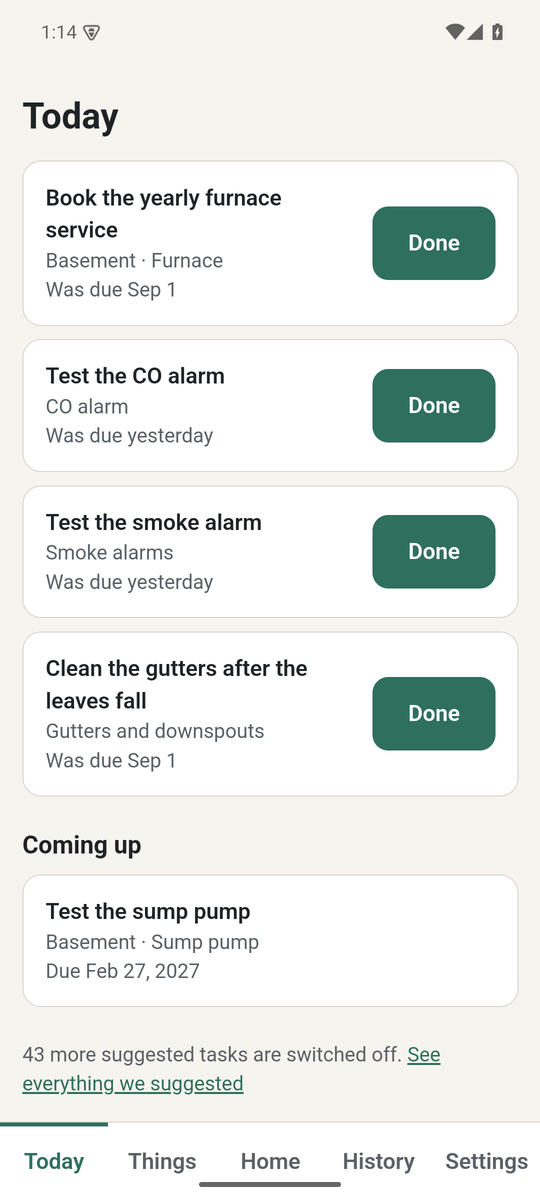 1:14
Today
Book the yearly furnace
service
Basement · Furnace
Was due Sep 1
Done
Test the CO alarm
CO alarm
Was due yesterday
Done
Test the smoke alarm
Smoke alarms
Was due yesterday
Done
Clean the gutters after the
leaves fall
Gutters and downspouts
Was due Sep 1
Done
Coming up
Test the sump pump
Basement · Sump pump
Due Feb 27, 2027
43 more suggested tasks are switched off. See
everything we suggested
Today Things Home History Settings